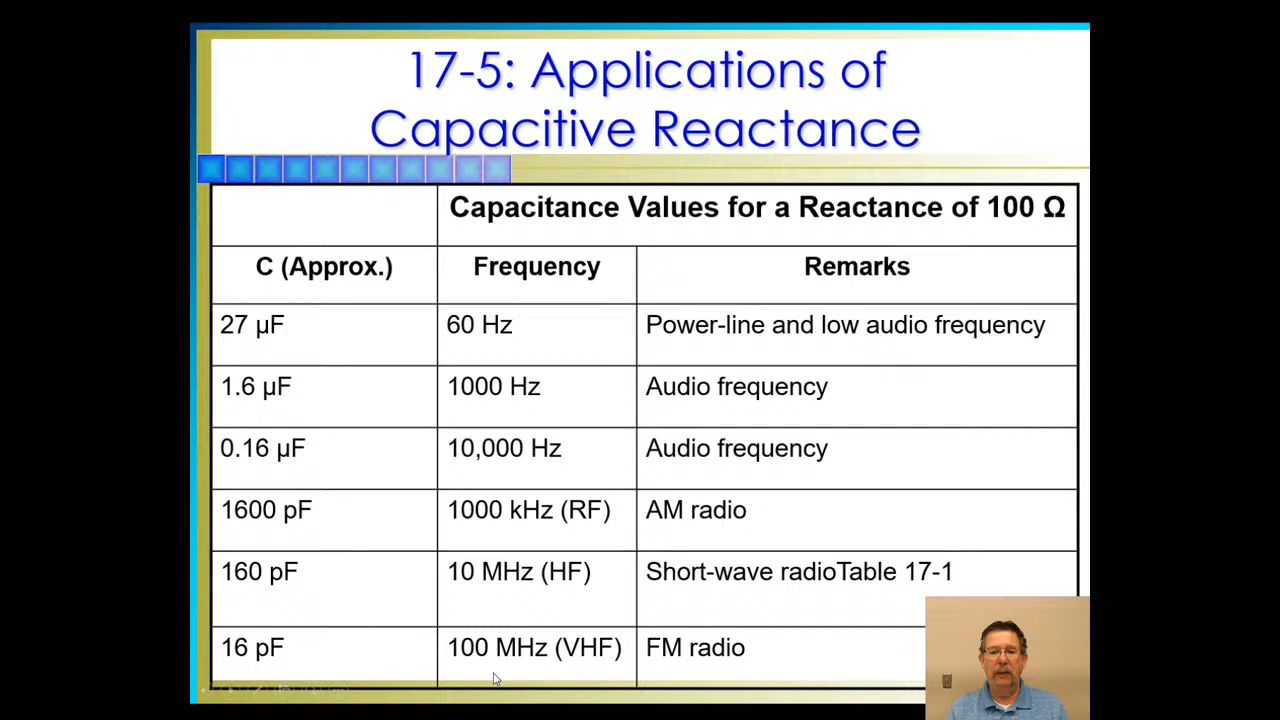 17-5: Applications of
Capacitive Reactance
Capacitance Values for a Reactance of 100 Ω
C (Approx.) Frequency Remarks
27 µF 60 Hz Power-line and low audio frequency
1.6 µF 1000 Hz Audio frequency
0.16 µF 10,000 Hz Audio frequency
1600 pF 1000 kHz (RF) AM radio
160 pF 10 MHz (HF) Short-wave radioTable 17-1
16 pF 100 MHz (VHF) FM radio